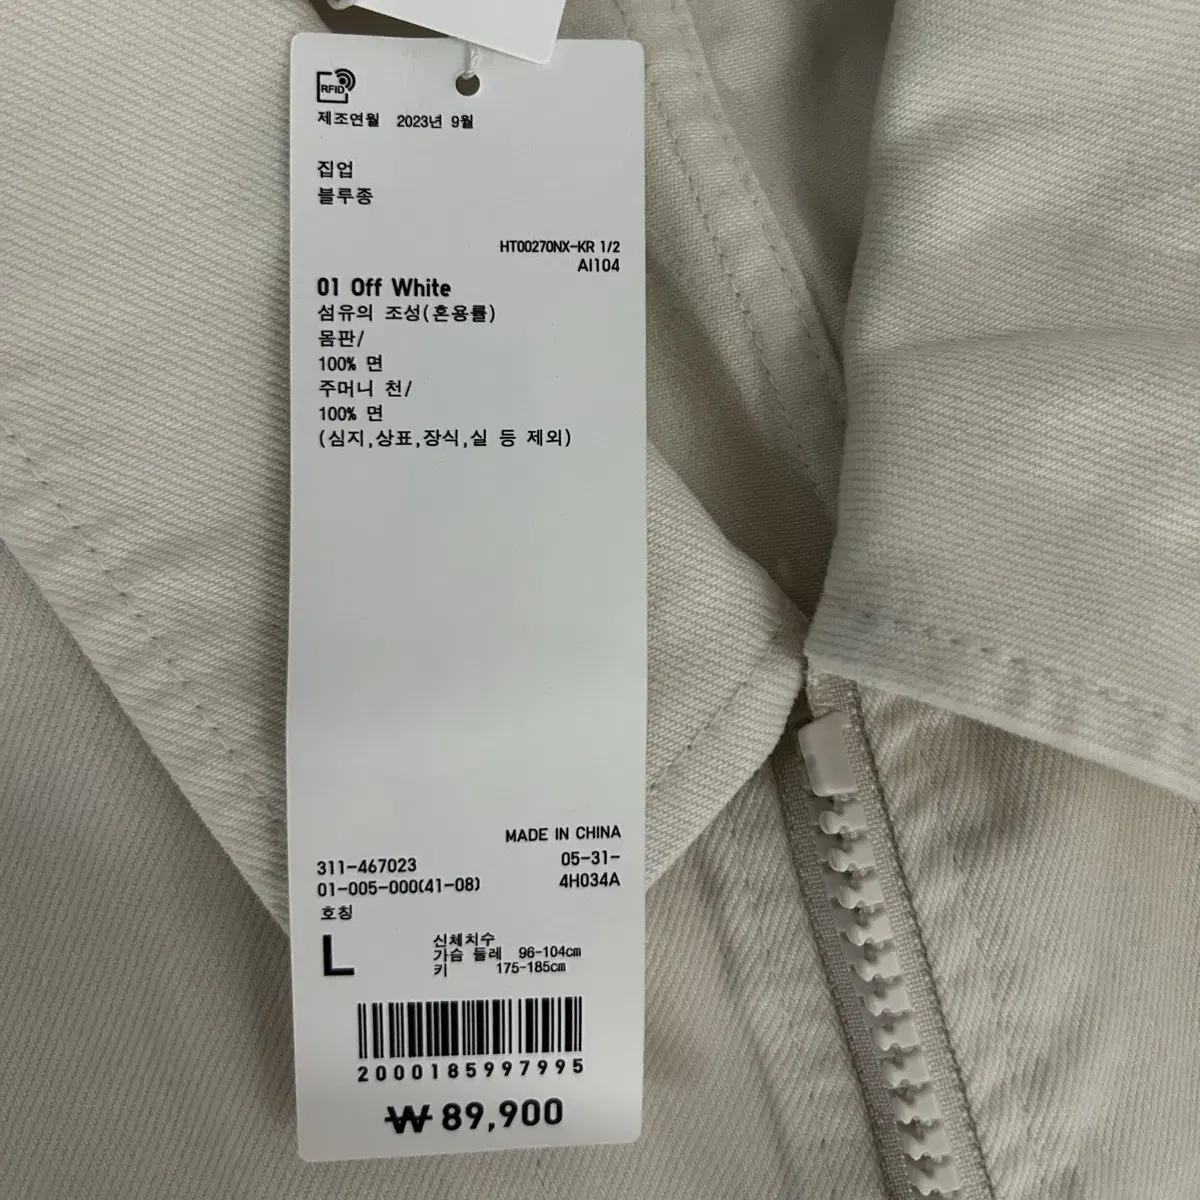 RFID
제조연월 2023년 9월
집업
블루종
HT00270NX-KR 1/2
AI104
01 Off White
섬유의 조성(혼용률)
몸판/
100% 면
주머니 천/
100% 면
(심지,상표,장식,실 등 제외)
MADE IN CHINA
311-467023 05-31-
01-005-000(41-08) 4H034A
호칭
L
신체치수
가슴 둘레 96-104cm
키 175-185cm
2000185997995
₩89,900